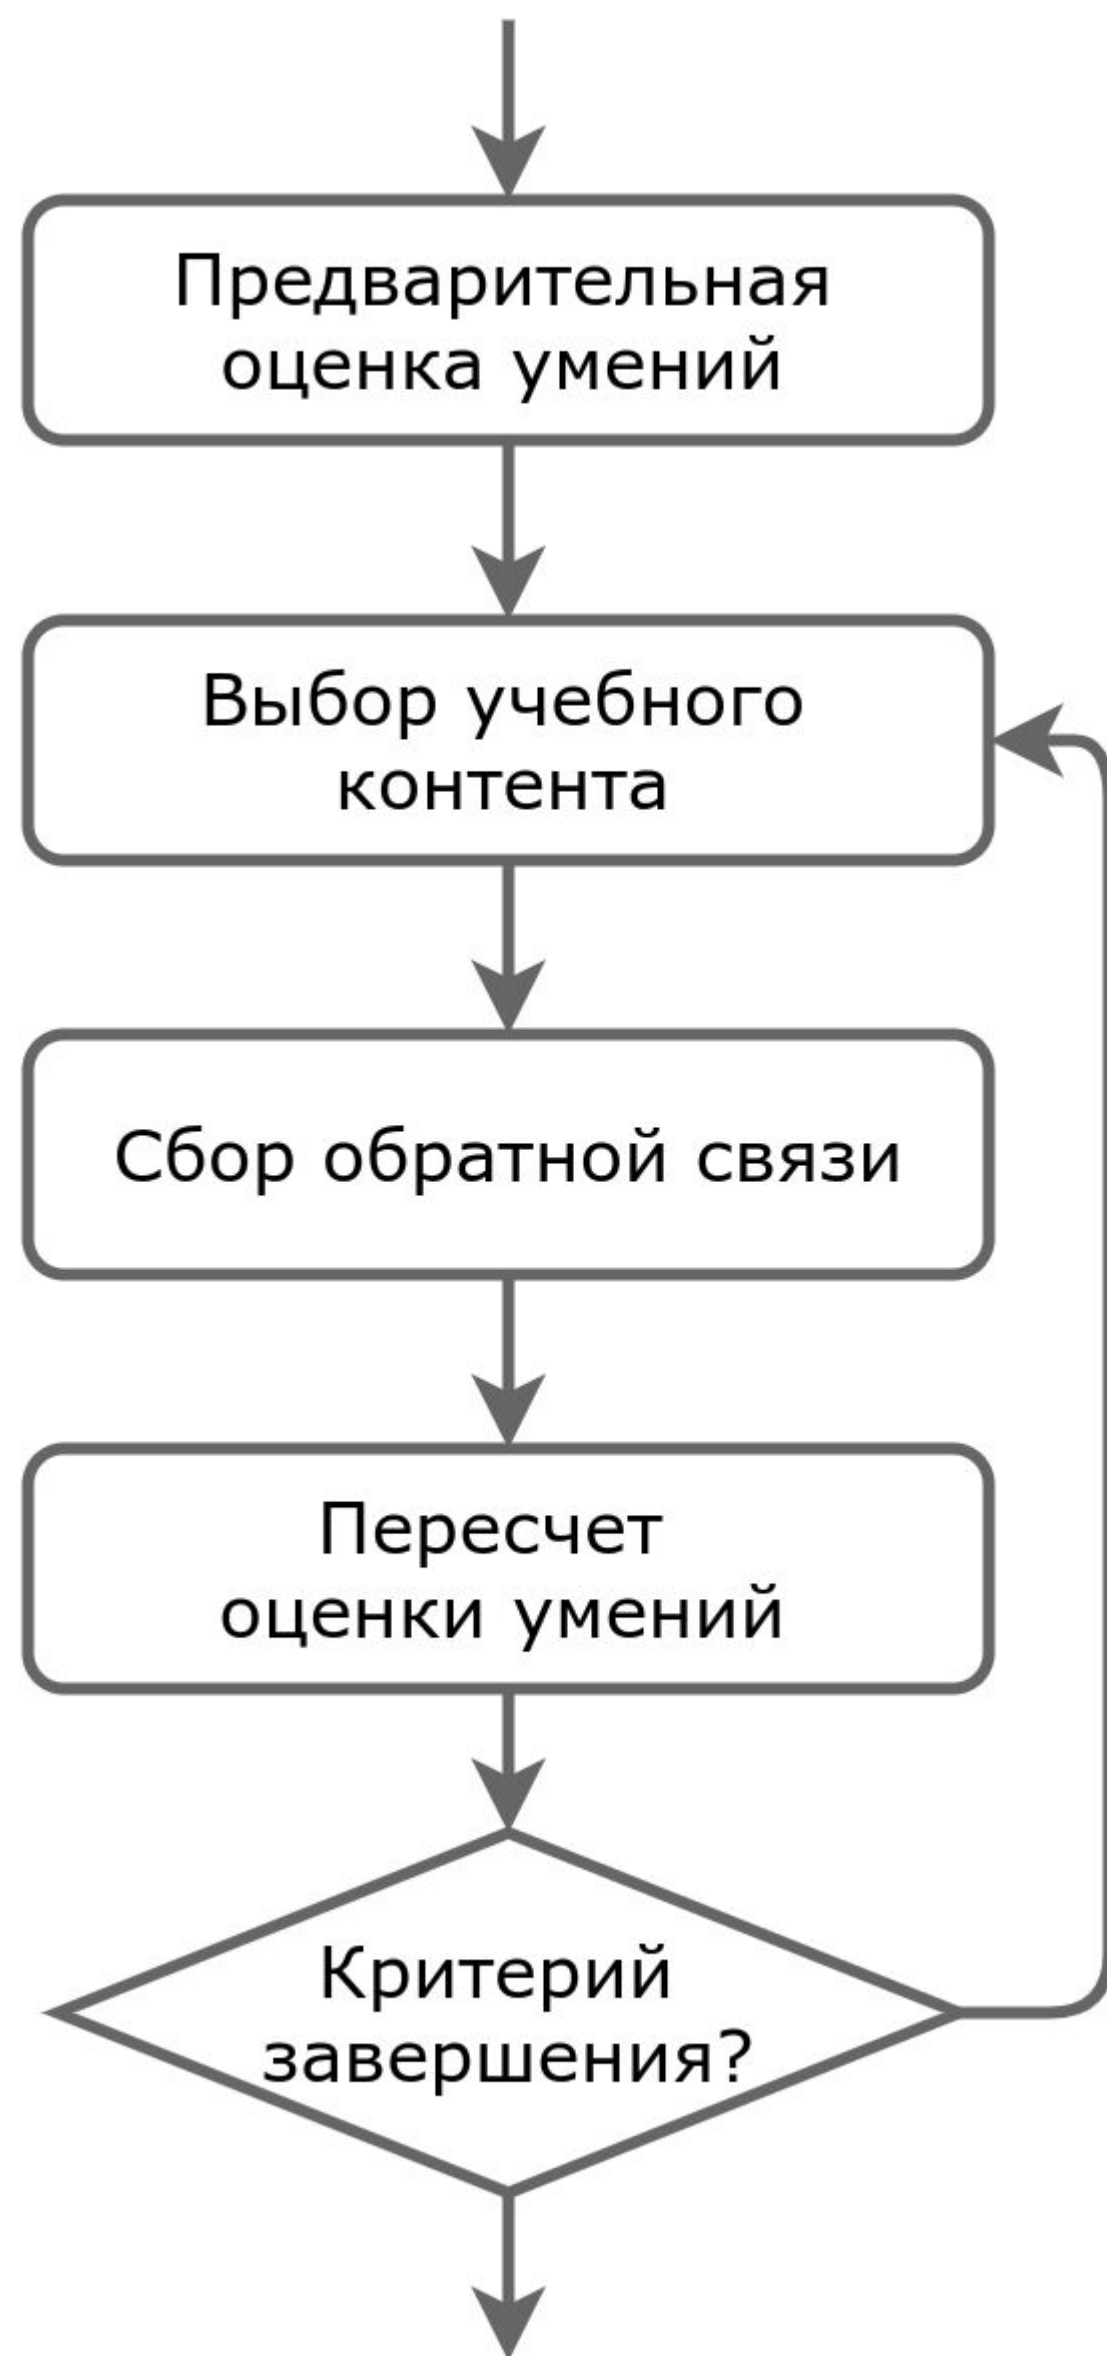 Предварительная
оценка умений
Выбор учебного
контента
Сбор обратной связи
Пересчет
оценки умений
Критерий
завершения?